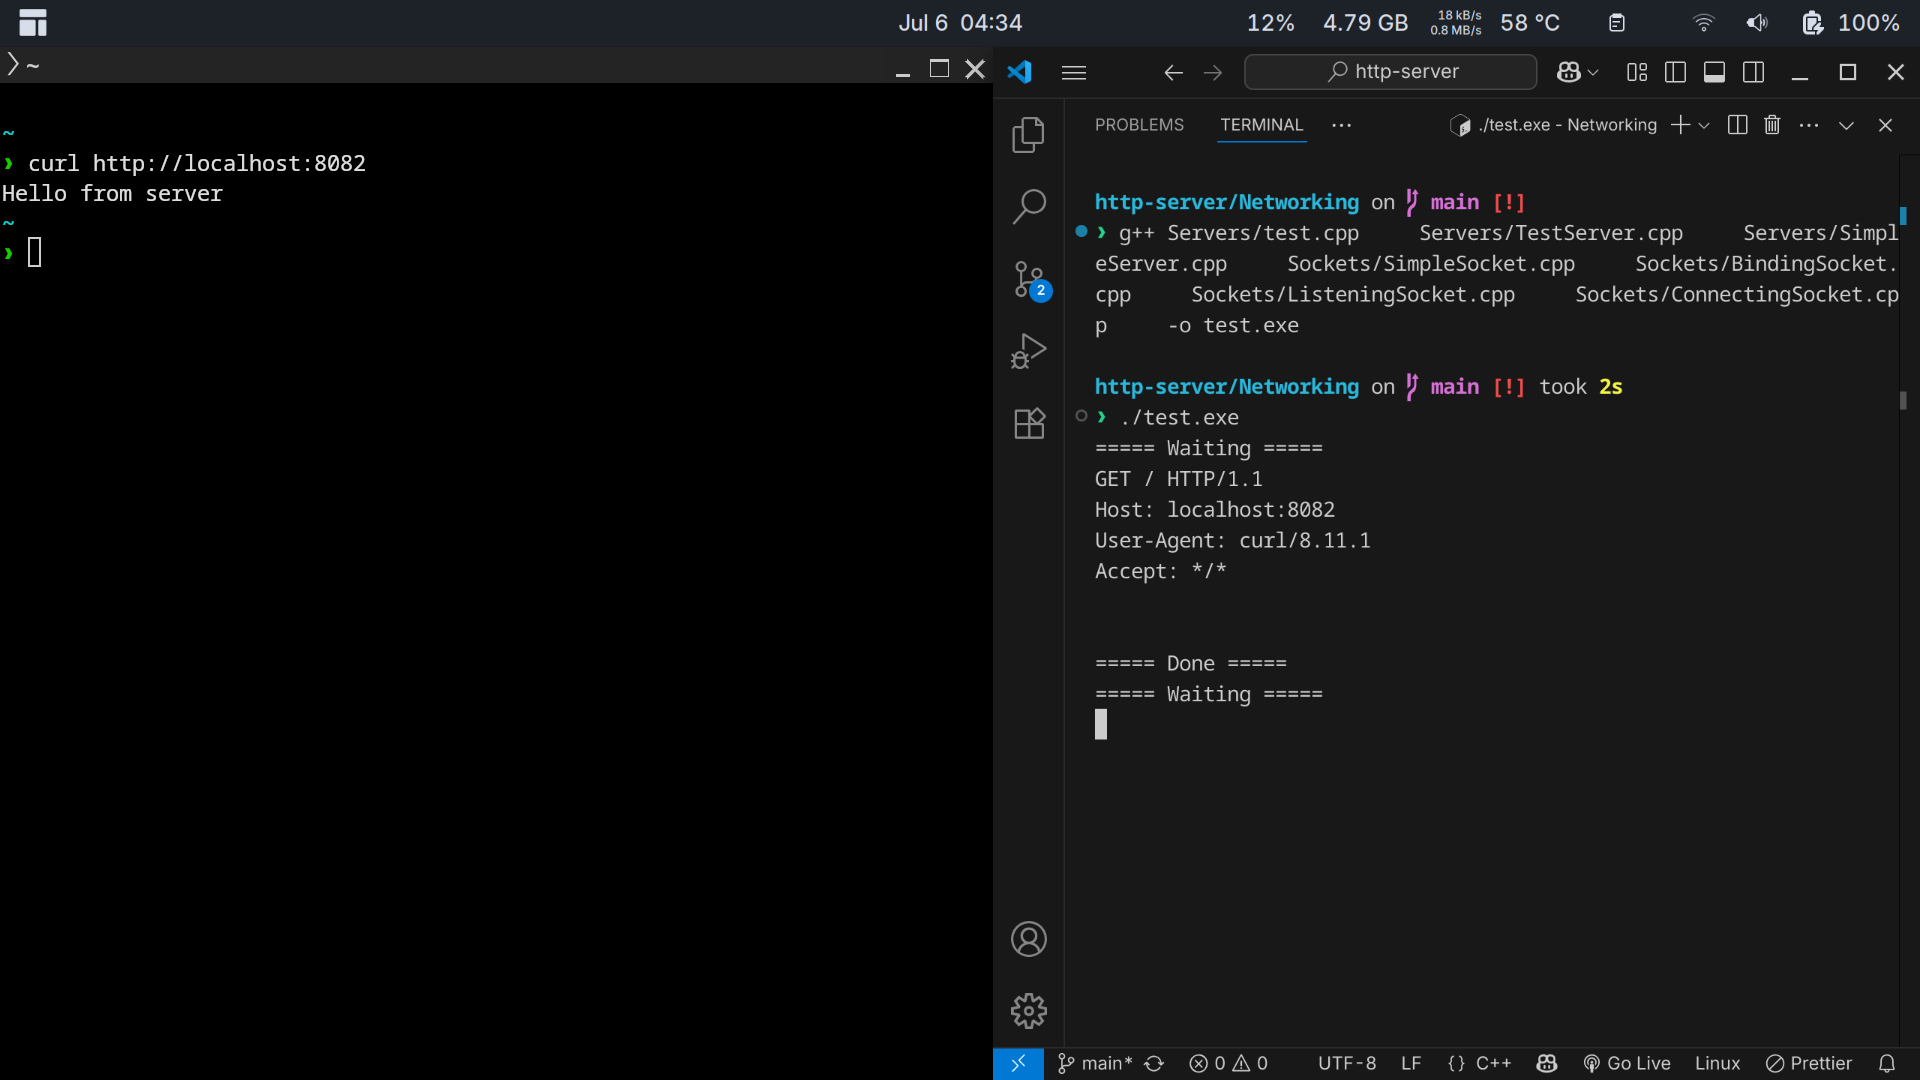 Jul 6 04:34
12% 4.79 GB 18 kB/s 0.8 MB/s 58 °C 100%
~
~
❯ curl http://localhost:8082
Hello from server
~
❯
http-server
PROBLEMS TERMINAL ··· ./test.exe - Networking
http-server/Networking on main [!]
❯ g++ Servers/test.cpp     Servers/TestServer.cpp     Servers/Simpl
eServer.cpp     Sockets/SimpleSocket.cpp     Sockets/BindingSocket.
cpp     Sockets/ListeningSocket.cpp     Sockets/ConnectingSocket.cp
p     -o test.exe
http-server/Networking on main [!] took 2s
❯ ./test.exe
===== Waiting =====
GET / HTTP/1.1
Host: localhost:8082
User-Agent: curl/8.11.1
Accept: */*
===== Done =====
===== Waiting =====
2
main* 0 0 UTF-8 LF {} C++ Go Live Linux Prettier